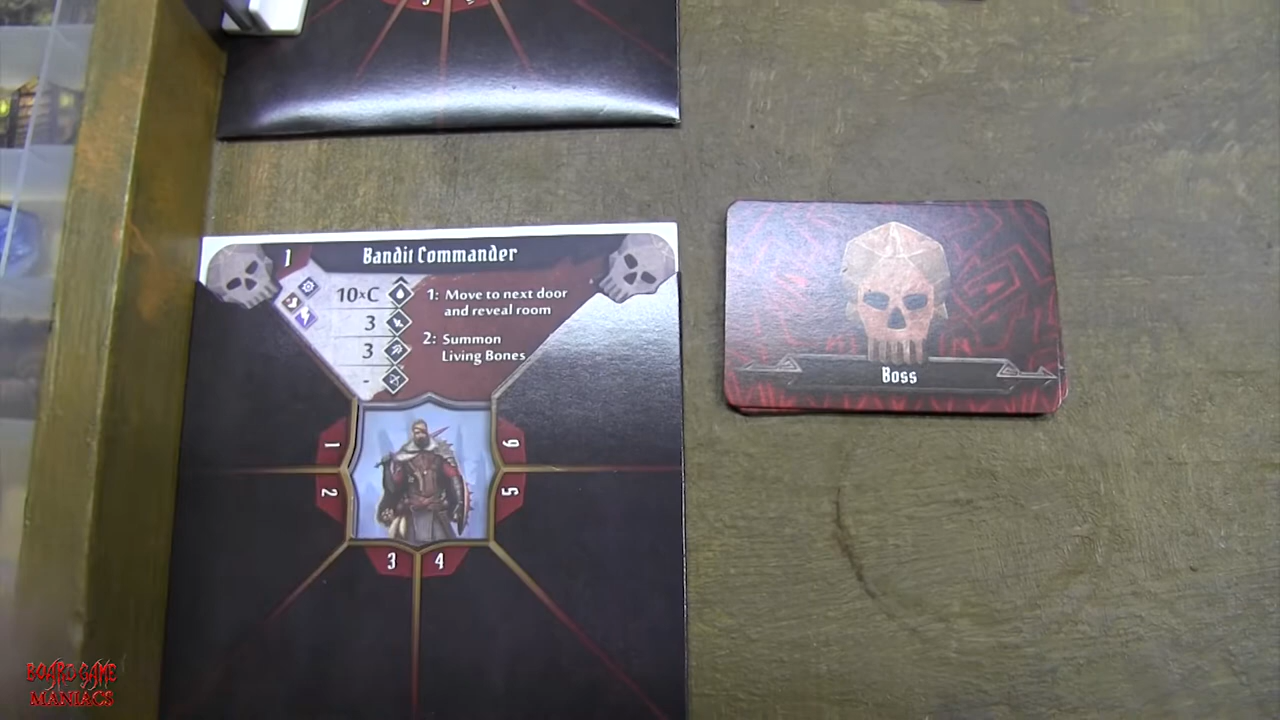 Bandit Commander
1
10×C
3
3
-
1: Move to next door
and reveal room
2: Summon
Living Bones
1
2
3
4
5
6
Boss
BOARD GAME
MANIACS